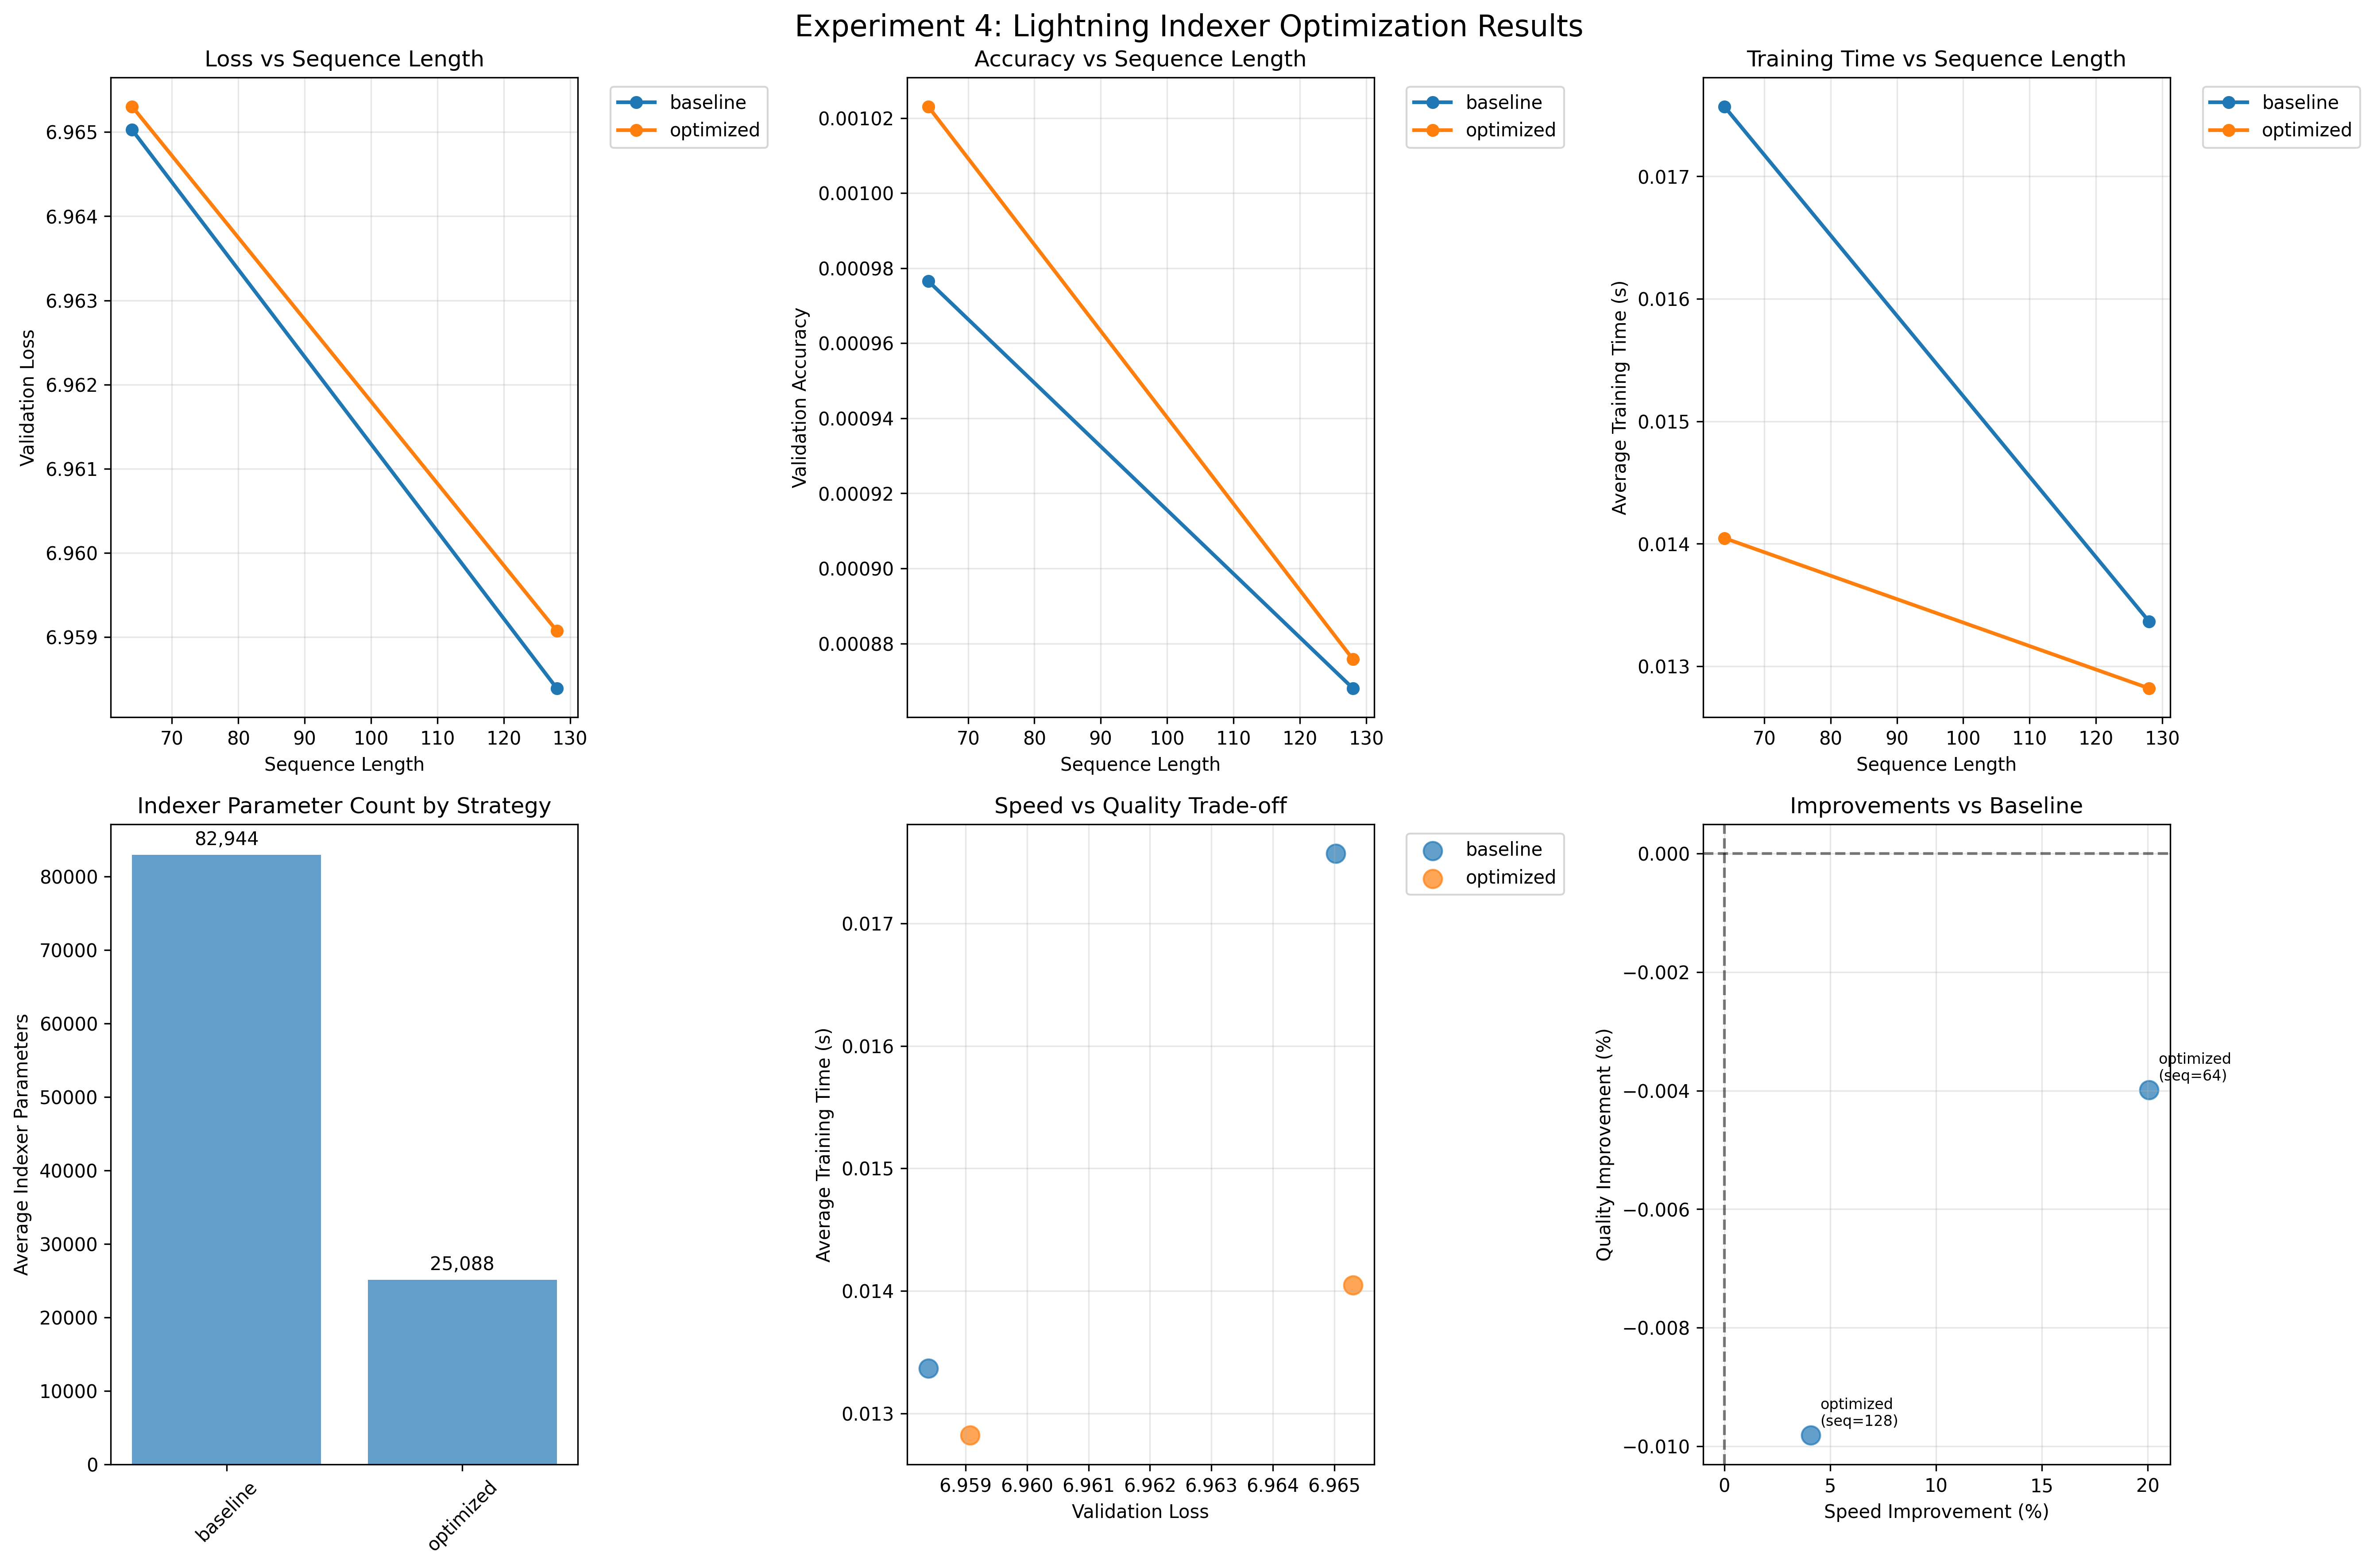 Experiment 4: Lightning Indexer Optimization Results
Loss vs Sequence Length
Validation Loss
6.965
6.964
6.963
6.962
6.961
6.960
6.959
70 80 90 100 110 120 130
Sequence Length
baseline
optimized
Accuracy vs Sequence Length
Validation Accuracy
0.00102
0.00100
0.00098
0.00096
0.00094
0.00092
0.00090
0.00088
70 80 90 100 110 120 130
Sequence Length
baseline
optimized
Training Time vs Sequence Length
Average Training Time (s)
0.017
0.016
0.015
0.014
0.013
70 80 90 100 110 120 130
Sequence Length
baseline
optimized
Indexer Parameter Count by Strategy
Average Indexer Parameters
80000
70000
60000
50000
40000
30000
20000
10000
0
82,944
25,088
baseline
optimized
Speed vs Quality Trade-off
Average Training Time (s)
0.017
0.016
0.015
0.014
0.013
6.959 6.960 6.961 6.962 6.963 6.964 6.965
Validation Loss
baseline
optimized
Improvements vs Baseline
Quality Improvement (%)
0.000
−0.002
−0.004
−0.006
−0.008
−0.010
optimized
(seq=64)
optimized
(seq=128)
0 5 10 15 20
Speed Improvement (%)